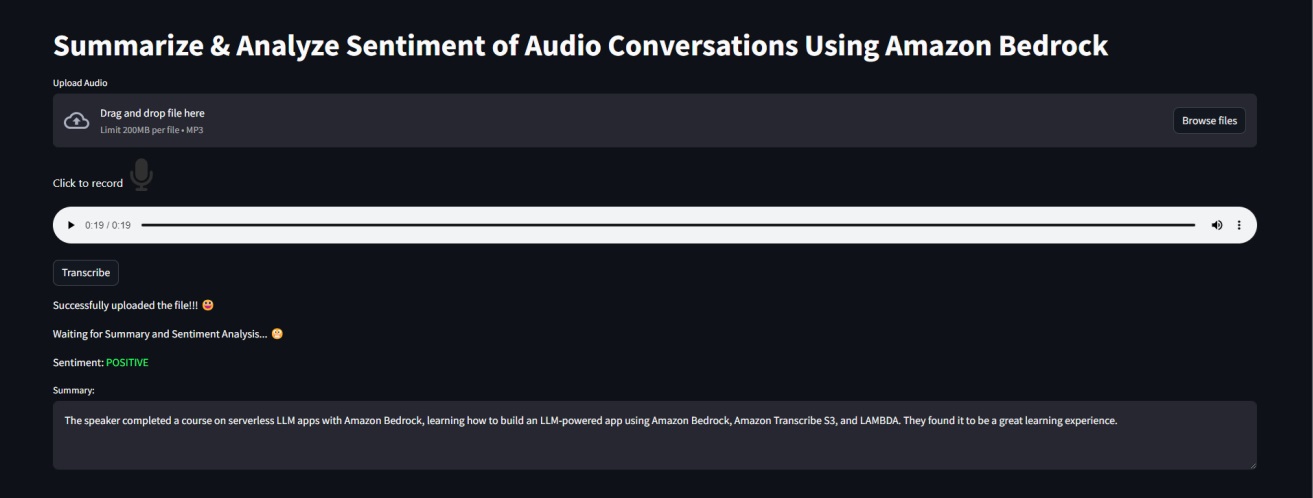 Summarize & Analyze Sentiment of Audio Conversations Using Amazon Bedrock
Upload Audio
Drag and drop file here
Limit 200MB per file • MP3
Browse files
Click to record
0:19 / 0:19
Transcribe
Successfully uploaded the file!!! 😀
Waiting for Summary and Sentiment Analysis... 🙂
Sentiment: POSITIVE
Summary:
The speaker completed a course on serverless LLM apps with Amazon Bedrock, learning how to build an LLM-powered app using Amazon Bedrock, Amazon Transcribe S3, and LAMBDA. They found it to be a great learning experience.